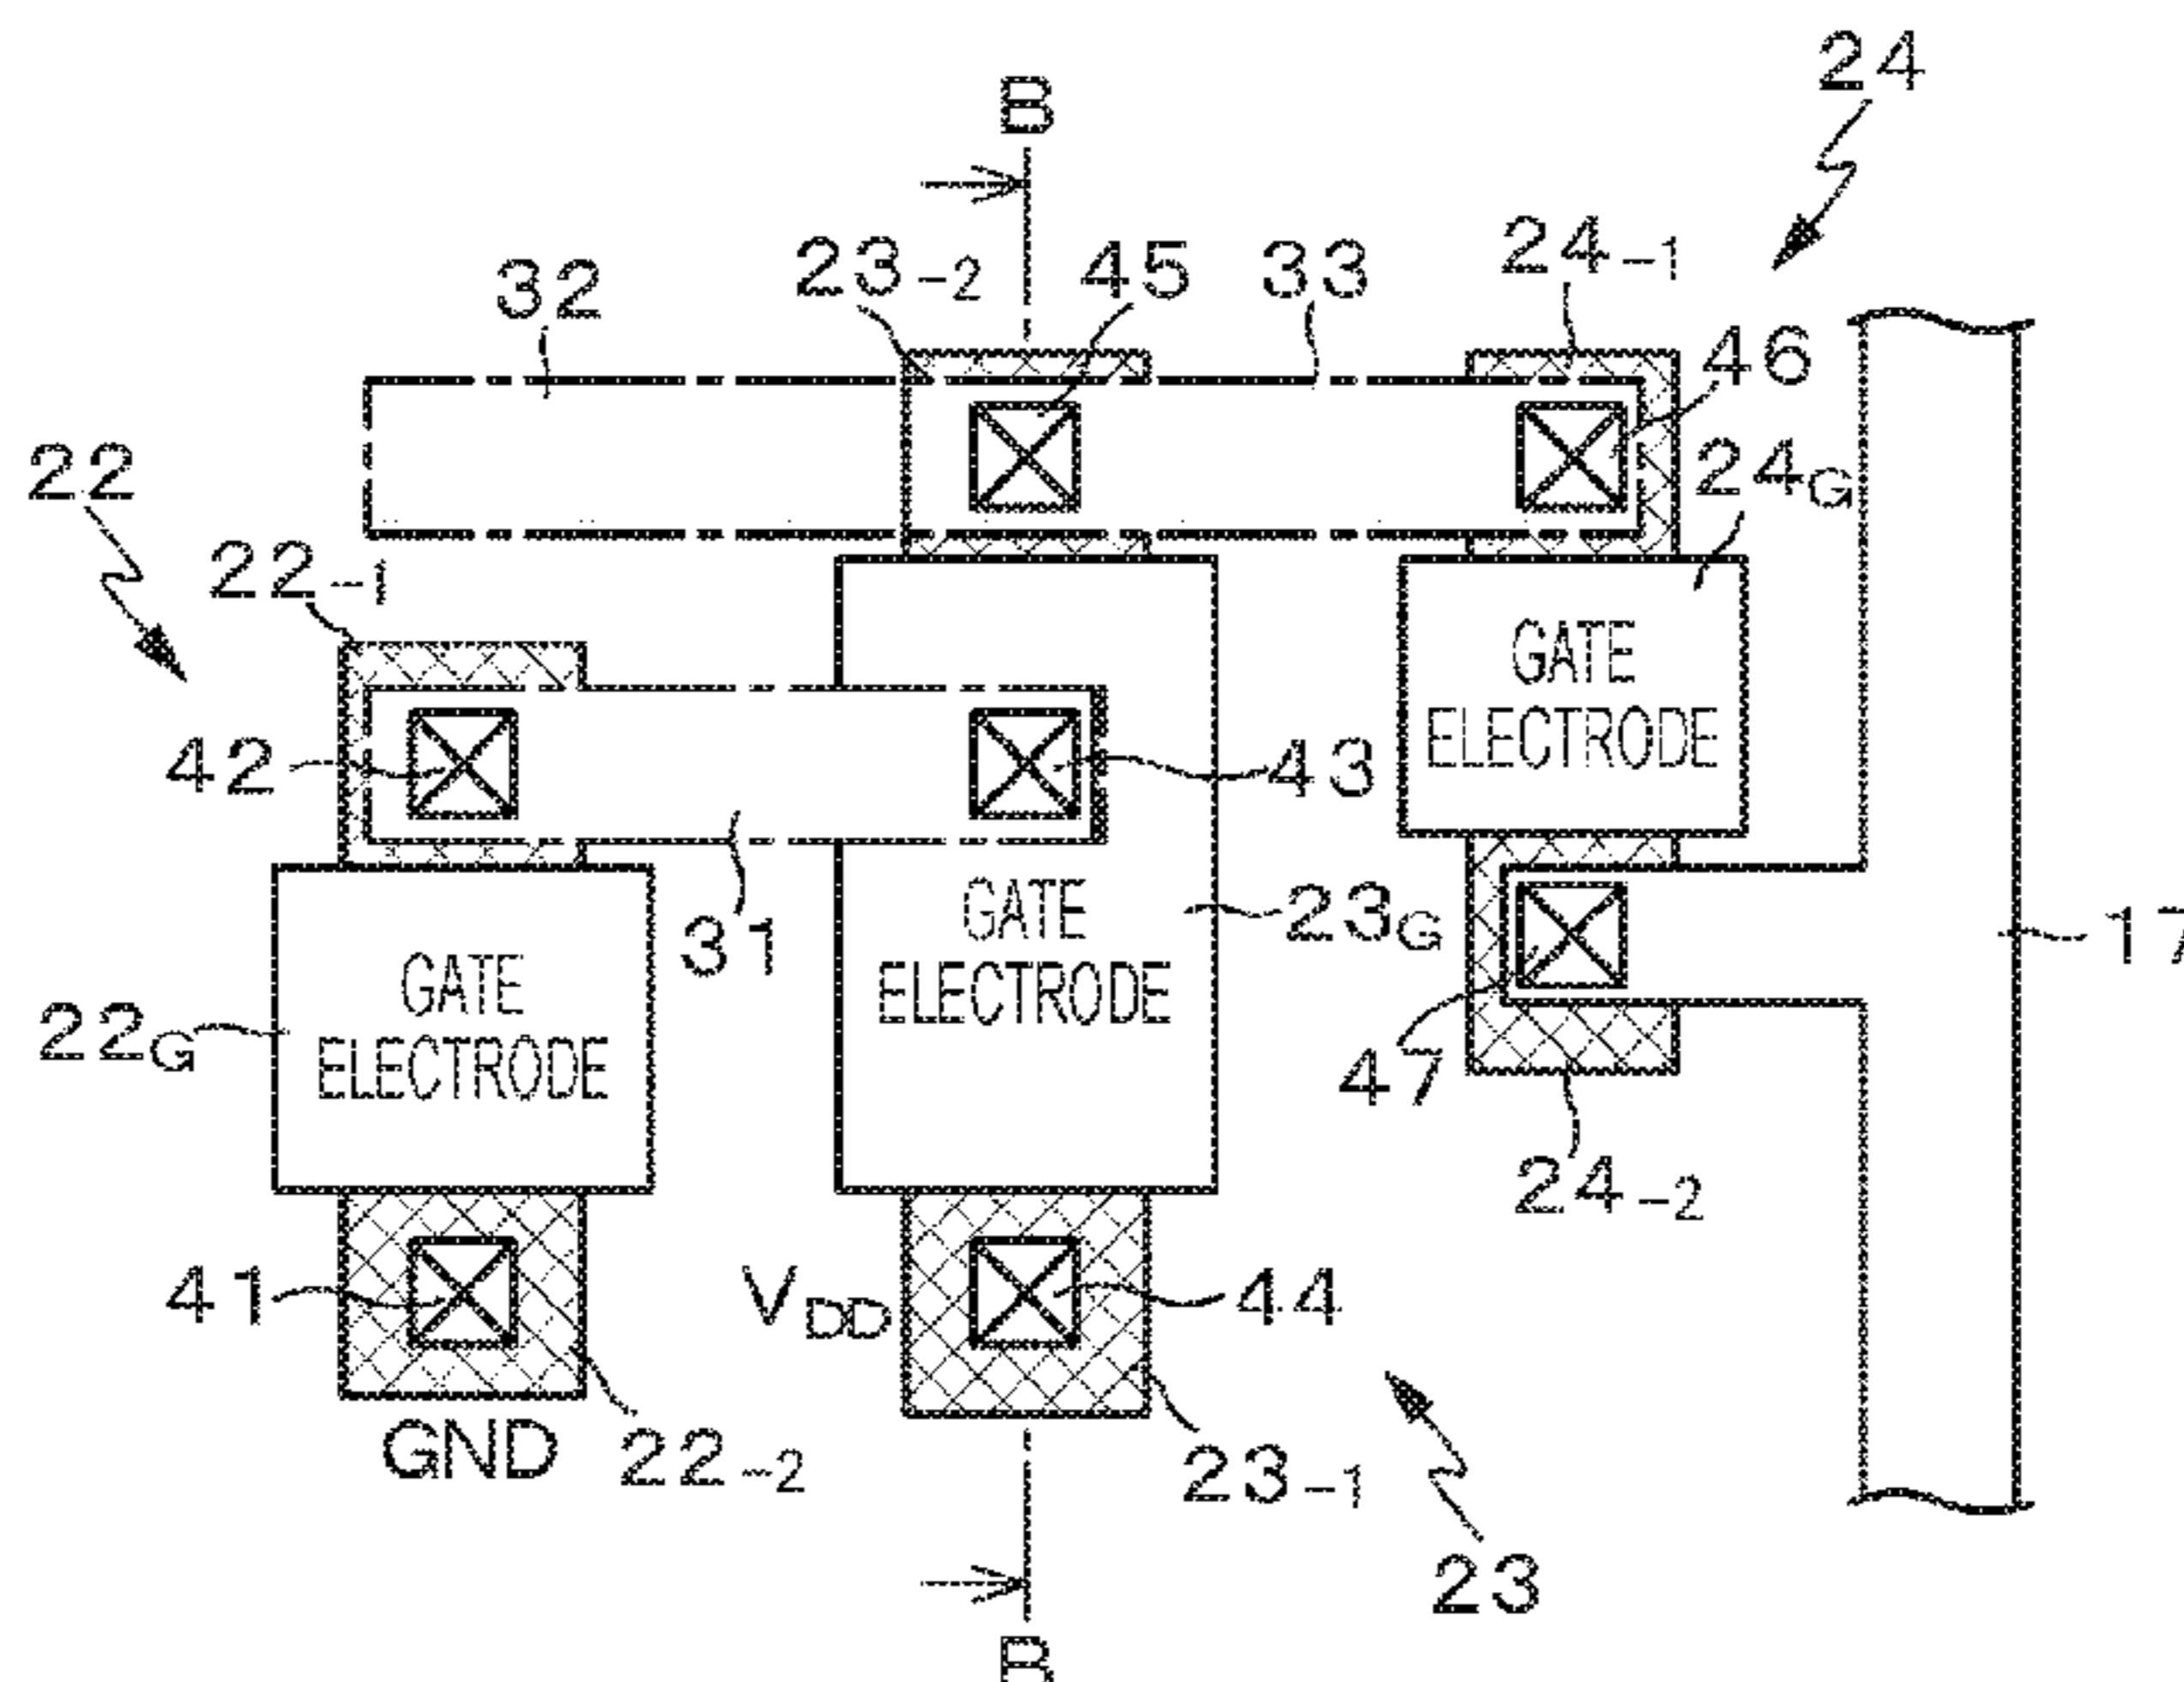 24
B
32
23-2
45
33
24-1
46
22
24G
22-1
GATE
ELECTRODE
42
43
31
GATE
ELECTRODE
23G
17
22G
GATE
ELECTRODE
47
24-2
41
VDD
44
GND
22-2
23-1
23
B